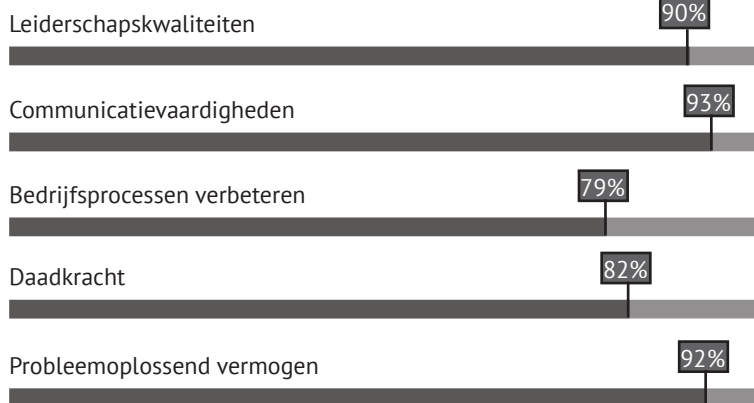 Leiderschapskwaliteiten 90%
Communicatievaardigheden 93%
Bedrijfsprocessen verbeteren 79%
Daadkracht 82%
Probleemoplossend vermogen 92%